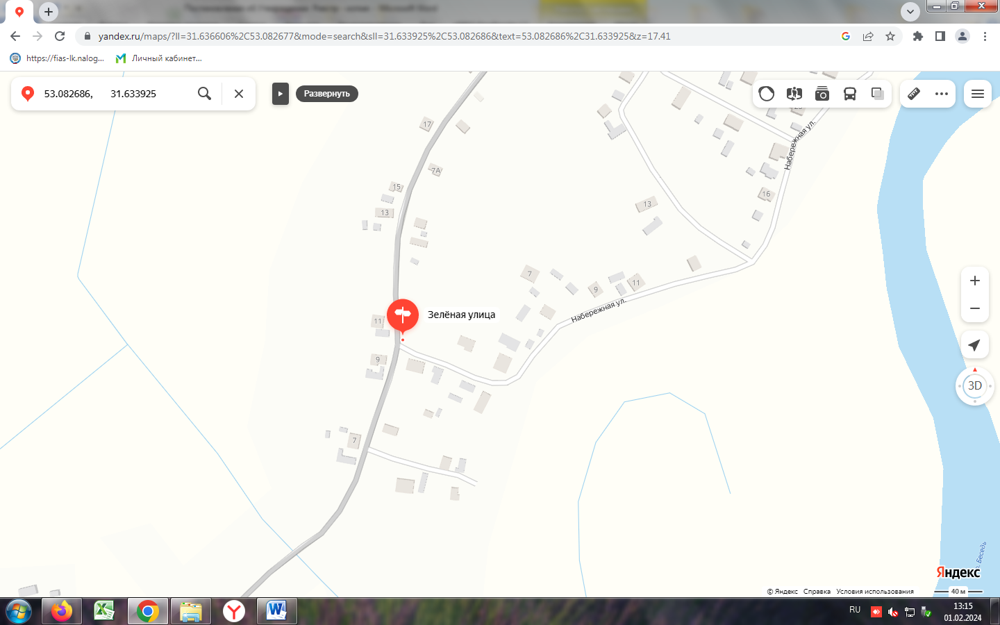 yandex.ru/maps/?ll=31.636606%2C53.082677&mode=search&sll=31.633925%2C53.082686&text=53.082686%2C31.633925&z=17.41
https://fias-lk.nalog...
Личный кабинет...
53.082686, 31.633925
Развернуть
17
7А
15
13
13
16
Набережная ул.
7
9
11
Набережная ул.
11
Зелёная улица
9
7
3D
р. Беседь
Яндекс
© Яндекс Справка Условия использования
40 м
RU
13:15
01.02.2024